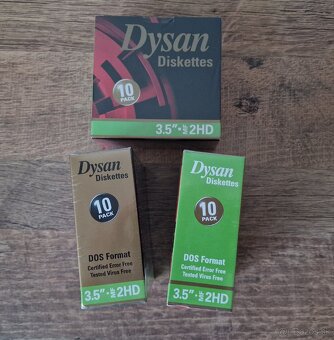 Dysan
Diskettes
10
PACK
3.5" 2HD
Dysan
Diskettes
10
PACK
DOS Format
Certified Error Free
Tested Virus Free
3.5" 2HD
Dysan
Diskettes
10
PACK
DOS Format
Certified Error Free
Tested Virus Free
3.5" 2HD